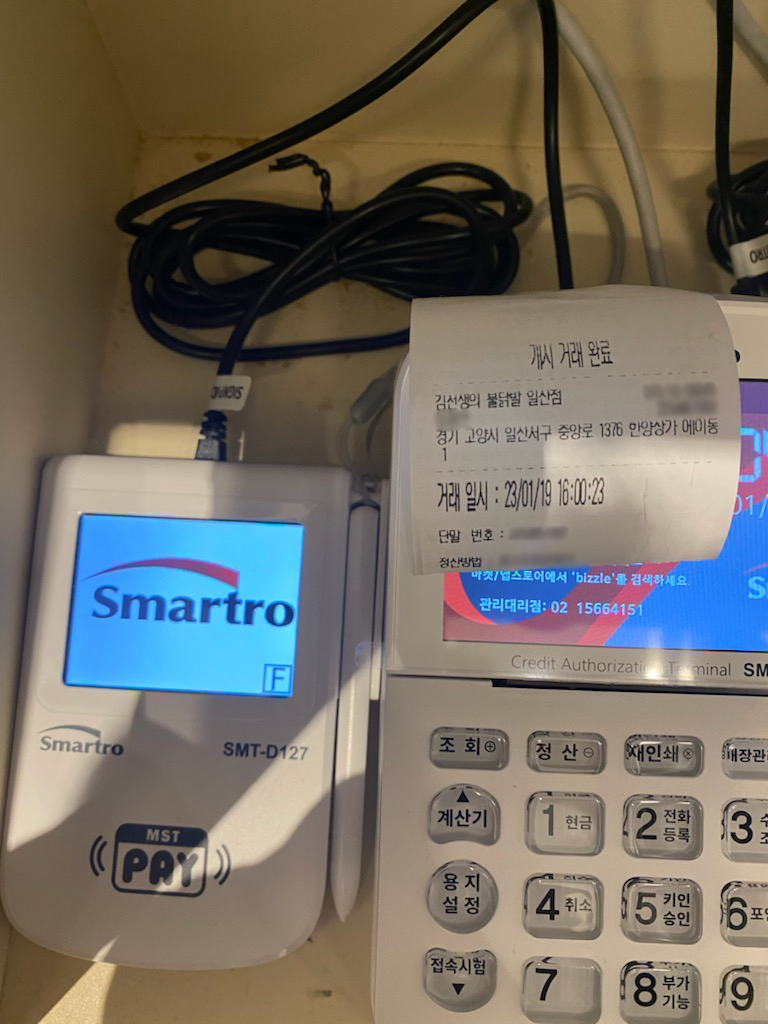 SIGNPAD
개시 거래 완료
김선생의 불닭발 일산점
경기 고양시 일산서구 중앙로 1376 한양상가 에이동
1
거래 일시 : 23/01/19 16:00:23
단말 번호 :
정산방법
마켓/앱스토어에서 'bizzle'를 검색하세요.
관리대리점: 02 15664151
Credit Authorization Terminal SM
Smartro
F
Smartro
SMT-D127
MST
PAY
조 회⊕
정 산⊖
재인쇄⊗
매장관
▲
계산기
1 현금
2 전화
등록
3
용 지
설 정
4 취소
5 키인
승인
6 포인
접속시험
▼
7
8 부가
기능
9